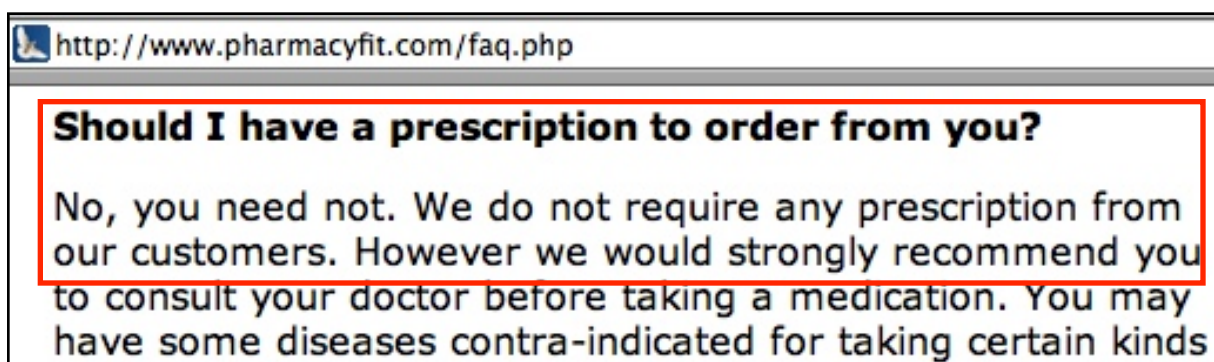 http://www.pharmacyfit.com/faq.php
Should I have a prescription to order from you?
No, you need not. We do not require any prescription from
our customers. However we would strongly recommend you
to consult your doctor before taking a medication. You may
have some diseases contra-indicated for taking certain kinds